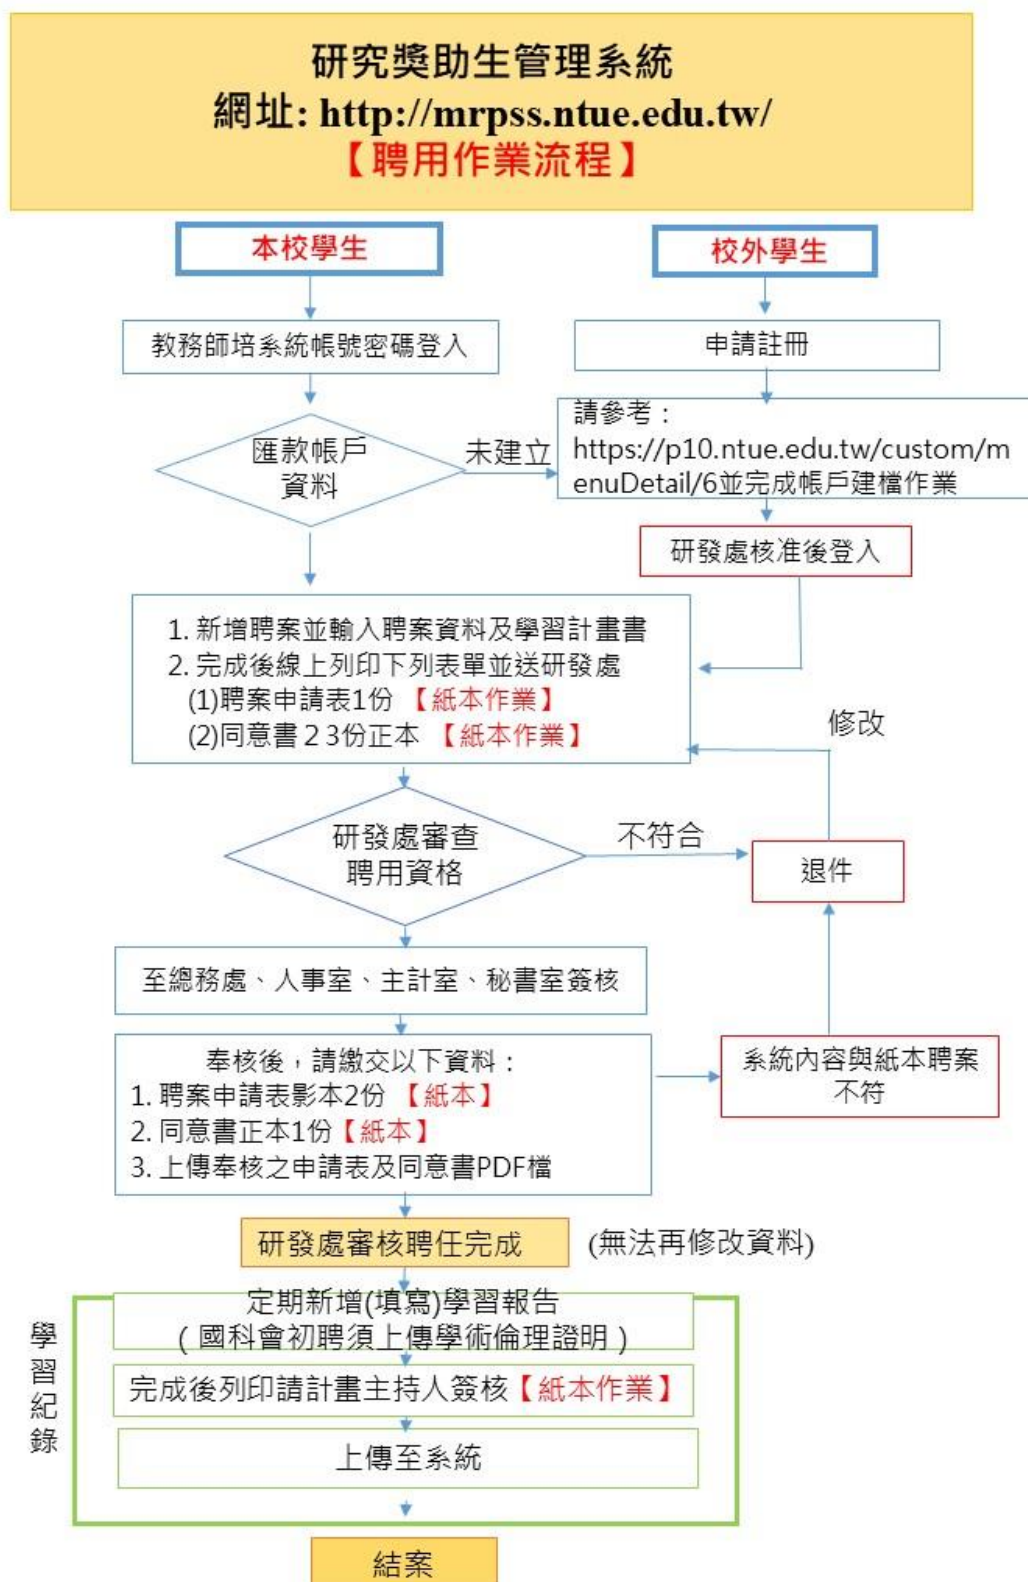 研究獎助生管理系統
網址: http://mrpss.ntue.edu.tw/
【聘用作業流程】
本校學生
校外學生
教務師培系統帳號密碼登入
申請註冊
匯款帳戶
資料
未建立
請參考：
https://p10.ntue.edu.tw/custom/m
enuDetail/6並完成帳戶建檔作業
研發處核准後登入
1. 新增聘案並輸入聘案資料及學習計畫書
2. 完成後線上列印下列表單並送研發處
(1)聘案申請表1份 【紙本作業】
(2)同意書２3份正本 【紙本作業】
修改
研發處審查
聘用資格
不符合
退件
至總務處、人事室、主計室、秘書室簽核
奉核後，請繳交以下資料：
1. 聘案申請表影本2份 【紙本】
2. 同意書正本1份【紙本】
3. 上傳奉核之申請表及同意書PDF檔
系統內容與紙本聘案
不符
研發處審核聘任完成
(無法再修改資料)
學習紀錄
定期新增(填寫)學習報告
（國科會初聘須上傳學術倫理證明）
完成後列印請計畫主持人簽核【紙本作業】
上傳至系統
結案